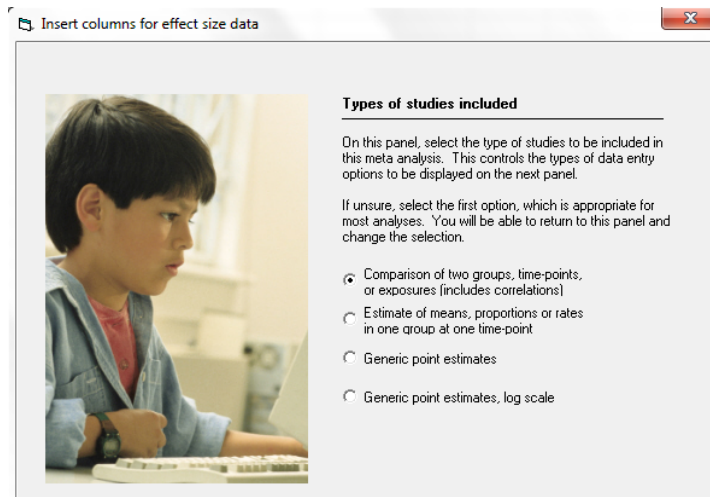 Insert columns for effect size data
Types of studies included
On this panel, select the type of studies to be included in
this meta analysis. This controls the types of data entry
options to be displayed on the next panel.
If unsure, select the first option, which is appropriate for
most analyses. You will be able to return to this panel and
change the selection.
Comparison of two groups, time-points,
or exposures (includes correlations)
Estimate of means, proportions or rates
in one group at one time-point
Generic point estimates
Generic point estimates, log scale